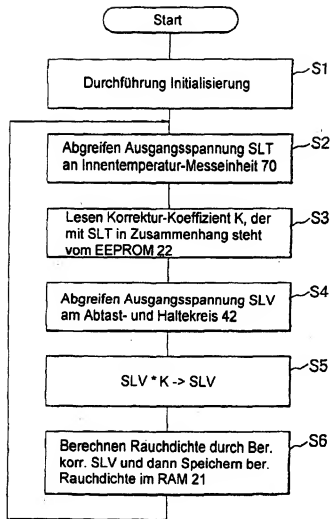 Start
S1
Durchführung Initialisierung
S2
Abgreifen Ausgangsspannung SLT
an Innentemperatur-Messeinheit 70
S3
Lesen Korrektur-Koeffizient K, der
mit SLT in Zusammenhang steht
vom EEPROM 22
S4
Abgreifen Ausgangsspannung SLV
am Abtast- und Haltekreis 42
S5
SLV * K -> SLV
S6
Berechnen Rauchdichte durch Ber.
korr. SLV und dann Speichern ber.
Rauchdichte im RAM 21